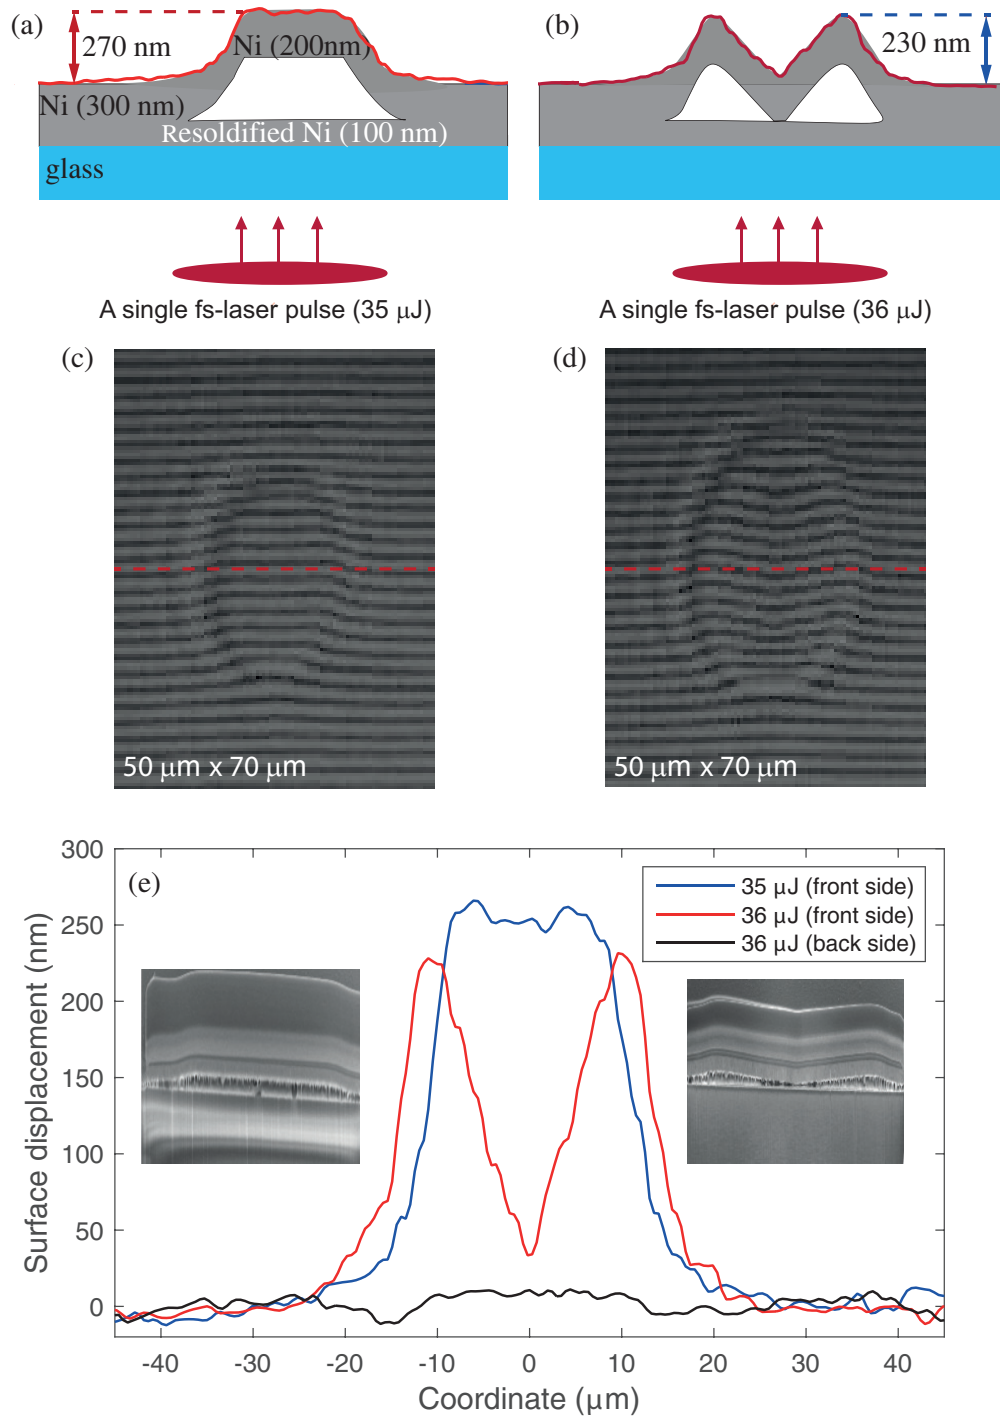 (a)
270 nm
Ni (200nm)
Ni (300 nm)
Resoldified Ni (100 nm)
glass
A single fs-laser pulse (35 μJ)
(b)
230 nm
A single fs-laser pulse (36 μJ)
(c)
50 μm x 70 μm
(d)
50 μm x 70 μm
(e)
35 μJ (front side)
36 μJ (front side)
36 μJ (back side)
Surface displacement (nm)
300
250
200
150
100
50
0
-40 -30 -20 -10 0 10 20 30 40
Coordinate (μm)